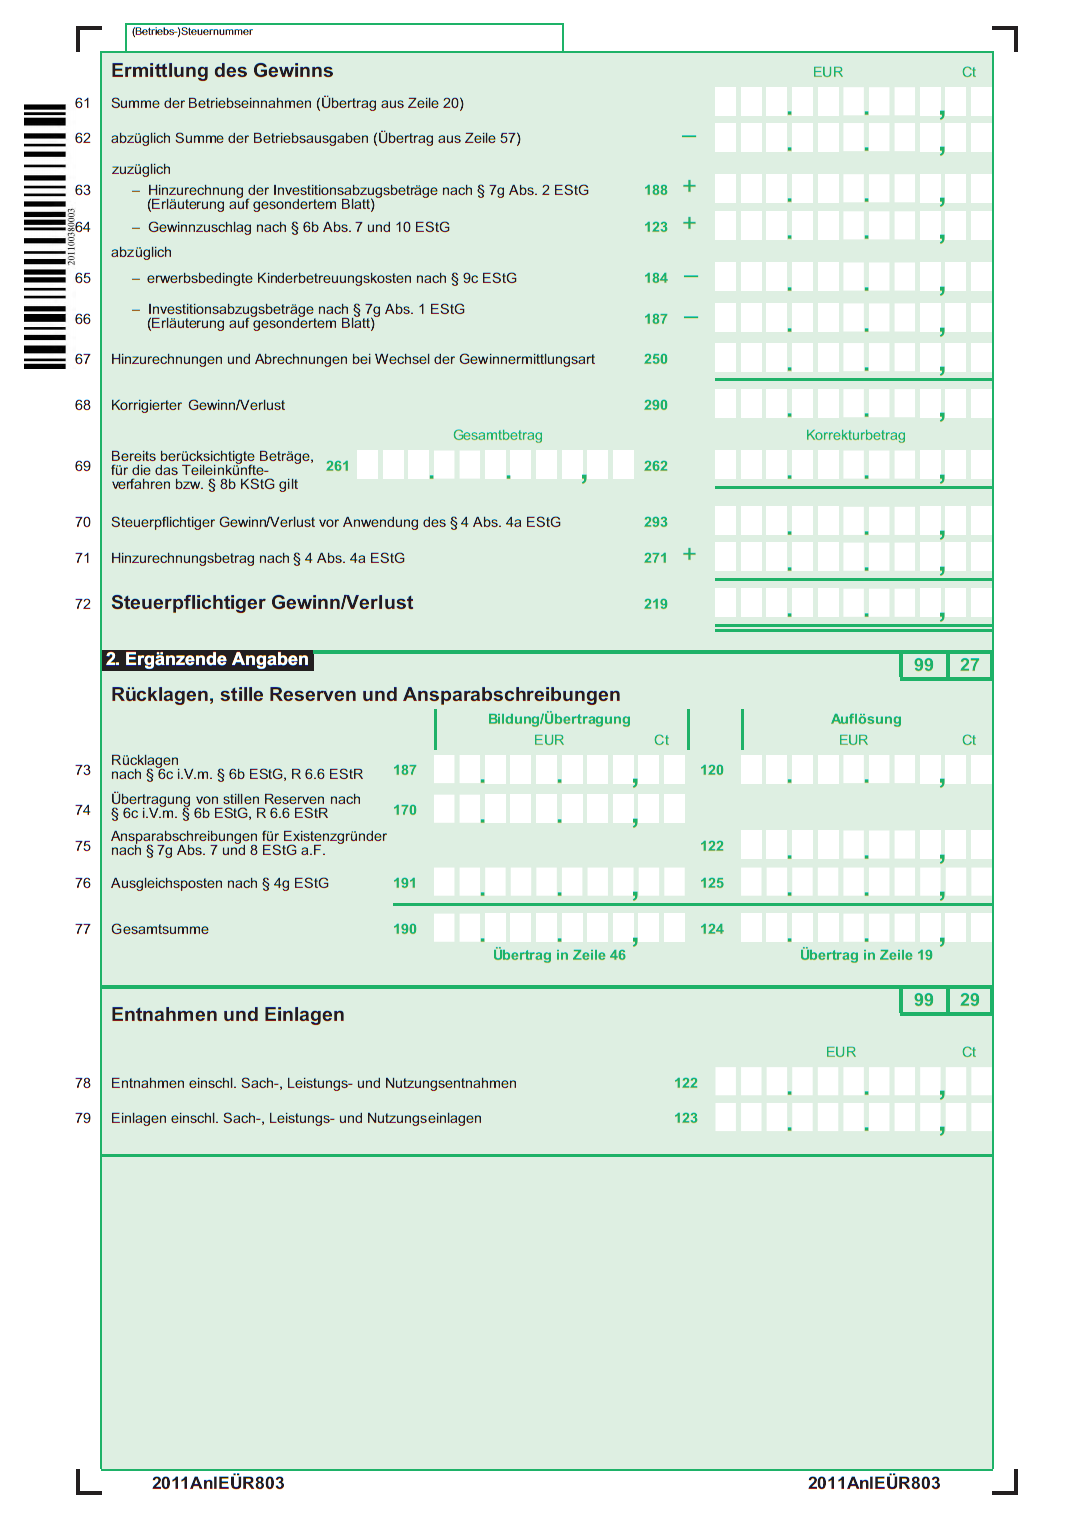 (Betriebs-)Steuernummer
Ermittlung des Gewinns EUR Ct
61 Summe der Betriebseinnahmen (Übertrag aus Zeile 20)
62 abzüglich Summe der Betriebsausgaben (Übertrag aus Zeile 57) –
zuzüglich
63 – Hinzurechnung der Investitionsabzugsbeträge nach § 7g Abs. 2 EStG 188 +
(Erläuterung auf gesondertem Blatt)
64 – Gewinnzuschlag nach § 6b Abs. 7 und 10 EStG 123 +
abzüglich
65 – erwerbsbedingte Kinderbetreuungskosten nach § 9c EStG 184 –
– Investitionsabzugsbeträge nach § 7g Abs. 1 EStG
66 (Erläuterung auf gesondertem Blatt) 187 –
67 Hinzurechnungen und Abrechnungen bei Wechsel der Gewinnermittlungsart 250
68 Korrigierter Gewinn/Verlust 290
Gesamtbetrag Korrekturbetrag
Bereits berücksichtigte Beträge,
69 für die das Teileinkünfte- 261 262
verfahren bzw. § 8b KStG gilt
70 Steuerpflichtiger Gewinn/Verlust vor Anwendung des § 4 Abs. 4a EStG 293
71 Hinzurechnungsbetrag nach § 4 Abs. 4a EStG 271 +
72 Steuerpflichtiger Gewinn/Verlust 219
2. Ergänzende Angaben 99 27
Rücklagen, stille Reserven und Ansparabschreibungen
Bildung/Übertragung Auflösung
EUR Ct EUR Ct
Rücklagen
73 nach § 6c i.V.m. § 6b EStG, R 6.6 EStR 187 120
Übertragung von stillen Reserven nach
74 § 6c i.V.m. § 6b EStG, R 6.6 EStR 170
Ansparabschreibungen für Existenzgründer
75 nach § 7g Abs. 7 und 8 EStG a.F. 122
76 Ausgleichsposten nach § 4g EStG 191 125
77 Gesamtsumme 190 124
Übertrag in Zeile 46 Übertrag in Zeile 19
99 29
Entnahmen und Einlagen
EUR Ct
78 Entnahmen einschl. Sach-, Leistungs- und Nutzungsentnahmen 122
79 Einlagen einschl. Sach-, Leistungs- und Nutzungseinlagen 123
201100380003
2011AnlEÜR803 2011AnlEÜR803